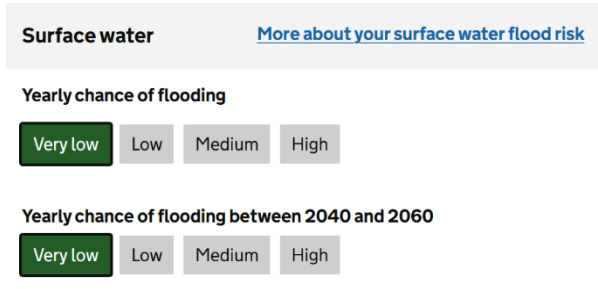 Surface water More about your surface water flood risk
Yearly chance of flooding
Very low Low Medium High
Yearly chance of flooding between 2040 and 2060
Very low Low Medium High